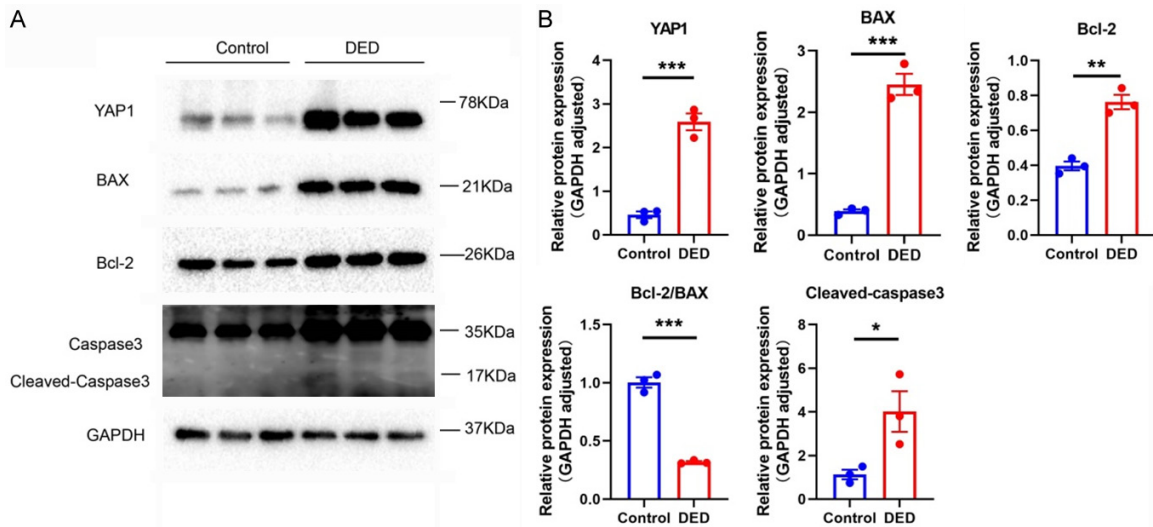 A
Control DED
YAP1
78KDa
BAX
21KDa
Bcl-2
26KDa
35KDa
Caspase3
Cleaved-Caspase3
17KDa
GAPDH
37KDa
B
YAP1
***
Relative protein expression
(GAPDH adjusted)
4
3
2
1
0
Control DED
BAX
***
Relative protein expression
(GAPDH adjusted)
3
2
1
0
Control DED
Bcl-2
**
Relative protein expression
(GAPDH adjusted)
1.0
0.8
0.6
0.4
0.2
0.0
Control DED
Bcl-2/BAX
***
Relative protein expression
(GAPDH adjusted)
1.5
1.0
0.5
0.0
Control DED
Cleaved-caspase3
*
Relative protein expression
(GAPDH adjusted)
8
6
4
2
0
Control DED